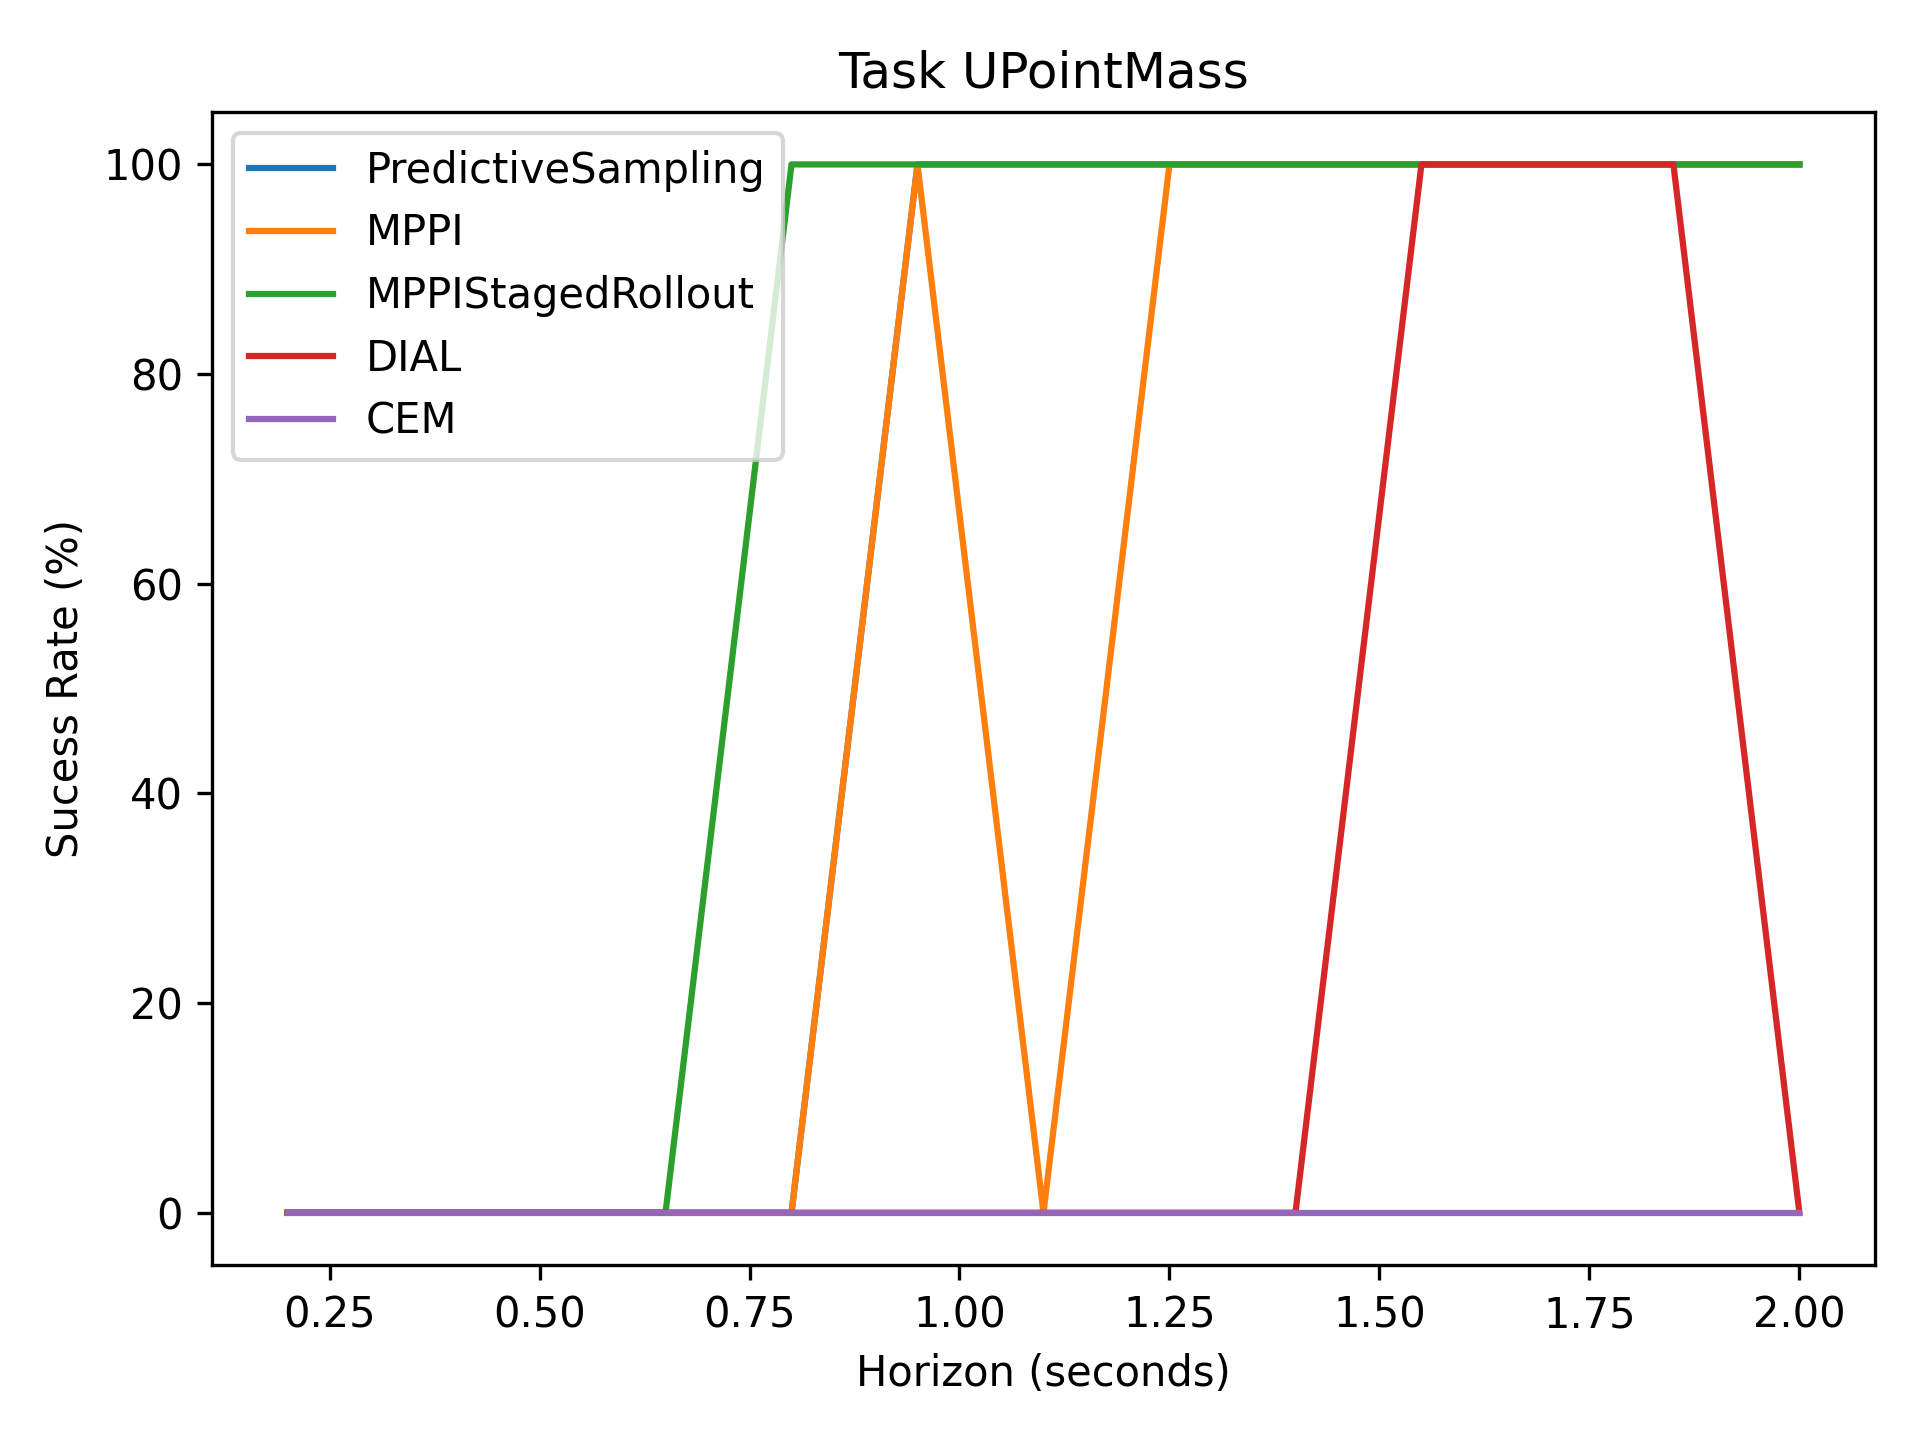 Task UPointMass
PredictiveSampling
MPPI
MPPIStagedRollout
DIAL
CEM
100
80
60
40
20
0
Sucess Rate (%)
0.25 0.50 0.75 1.00 1.25 1.50 1.75 2.00
Horizon (seconds)